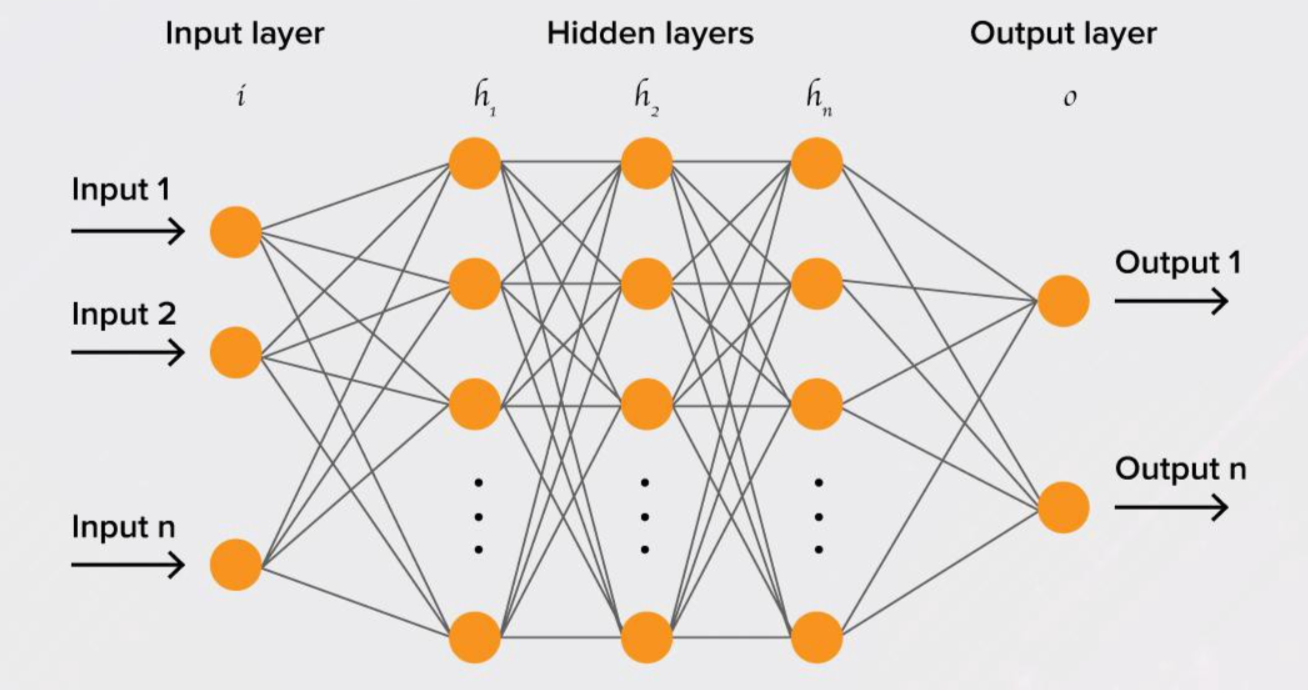 Input layer
Hidden layers
Output layer
i
h₁
h₂
hₙ
o
Input 1
Input 2
Input n
Output 1
Output n